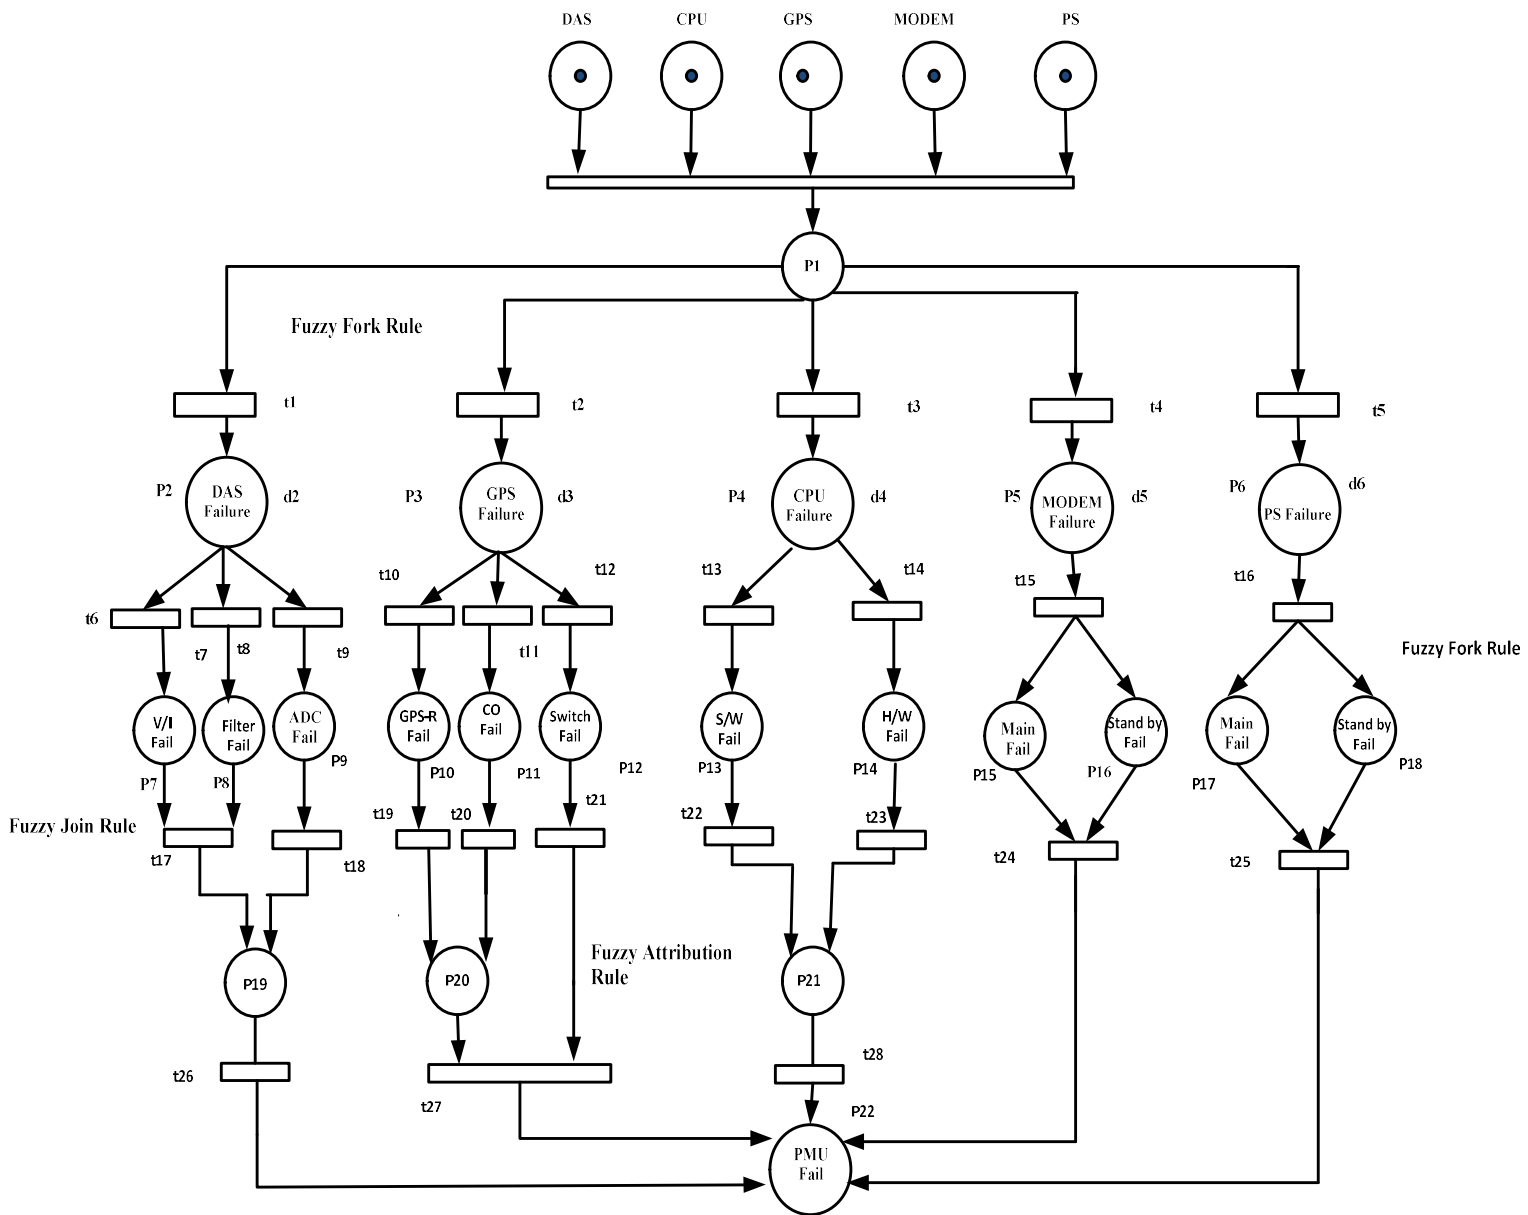 DAS
CPU
GPS
MODEM
PS
P1
Fuzzy Fork Rule
t1
t2
t3
t4
t5
P2
DAS
Failure
d2
P3
GPS
Failure
d3
P4
CPU
Failure
d4
P5
MODEM
Failure
d5
P6
PS Failure
d6
t6
t7
t8
t9
t10
t11
t12
t13
t14
t15
t16
Fuzzy Fork Rule
V/I
Fail
Filter
Fail
ADC
Fail
GPS-R
Fail
CO
Fail
Switch
Fail
S/W
Fail
H/W
Fail
Main
Fail
Stand by
Fail
Main
Fail
Stand by
Fail
P7
P8
P9
P10
P11
P12
P13
P14
P15
P16
P17
P18
Fuzzy Join Rule
t17
t18
t19
t20
t21
t22
t23
t24
t25
P19
P20
Fuzzy Attribution
Rule
P21
t26
t27
t28
P22
PMU
Fail